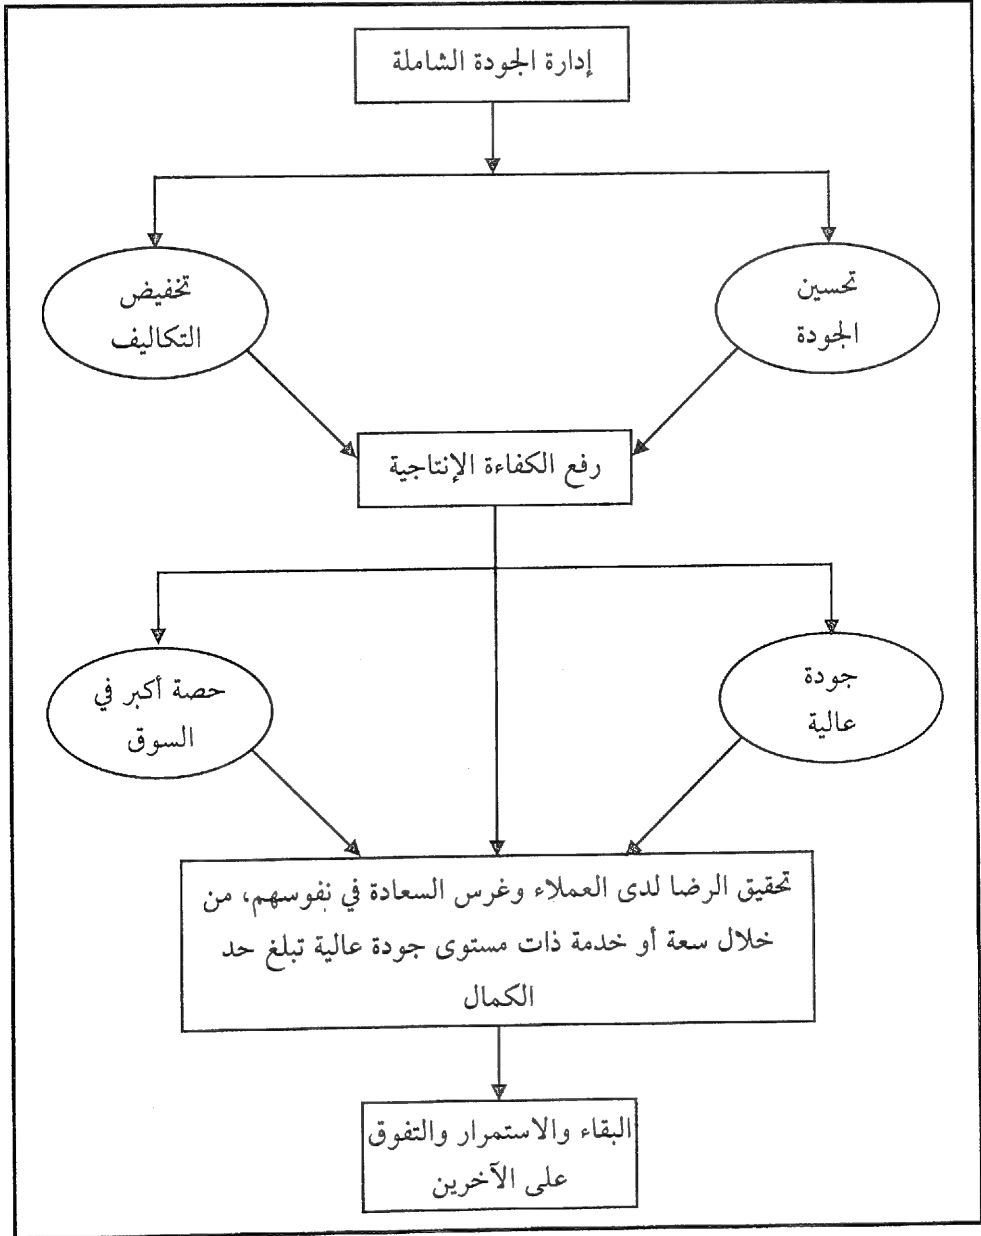 إدارة الجودة الشاملة
تحسين
الجودة
تخفيض
التكاليف
رفع الكفاءة الإنتاجية
جودة
عالية
حصة أكبر في
السوق
تحقيق الرضا لدى العملاء وغرس السعادة في نفوسهم، من
خلال سعة أو خدمة ذات مستوى جودة عالية تبلغ حد
الكمال
البقاء والاستمرار والتفوق
على الآخرين